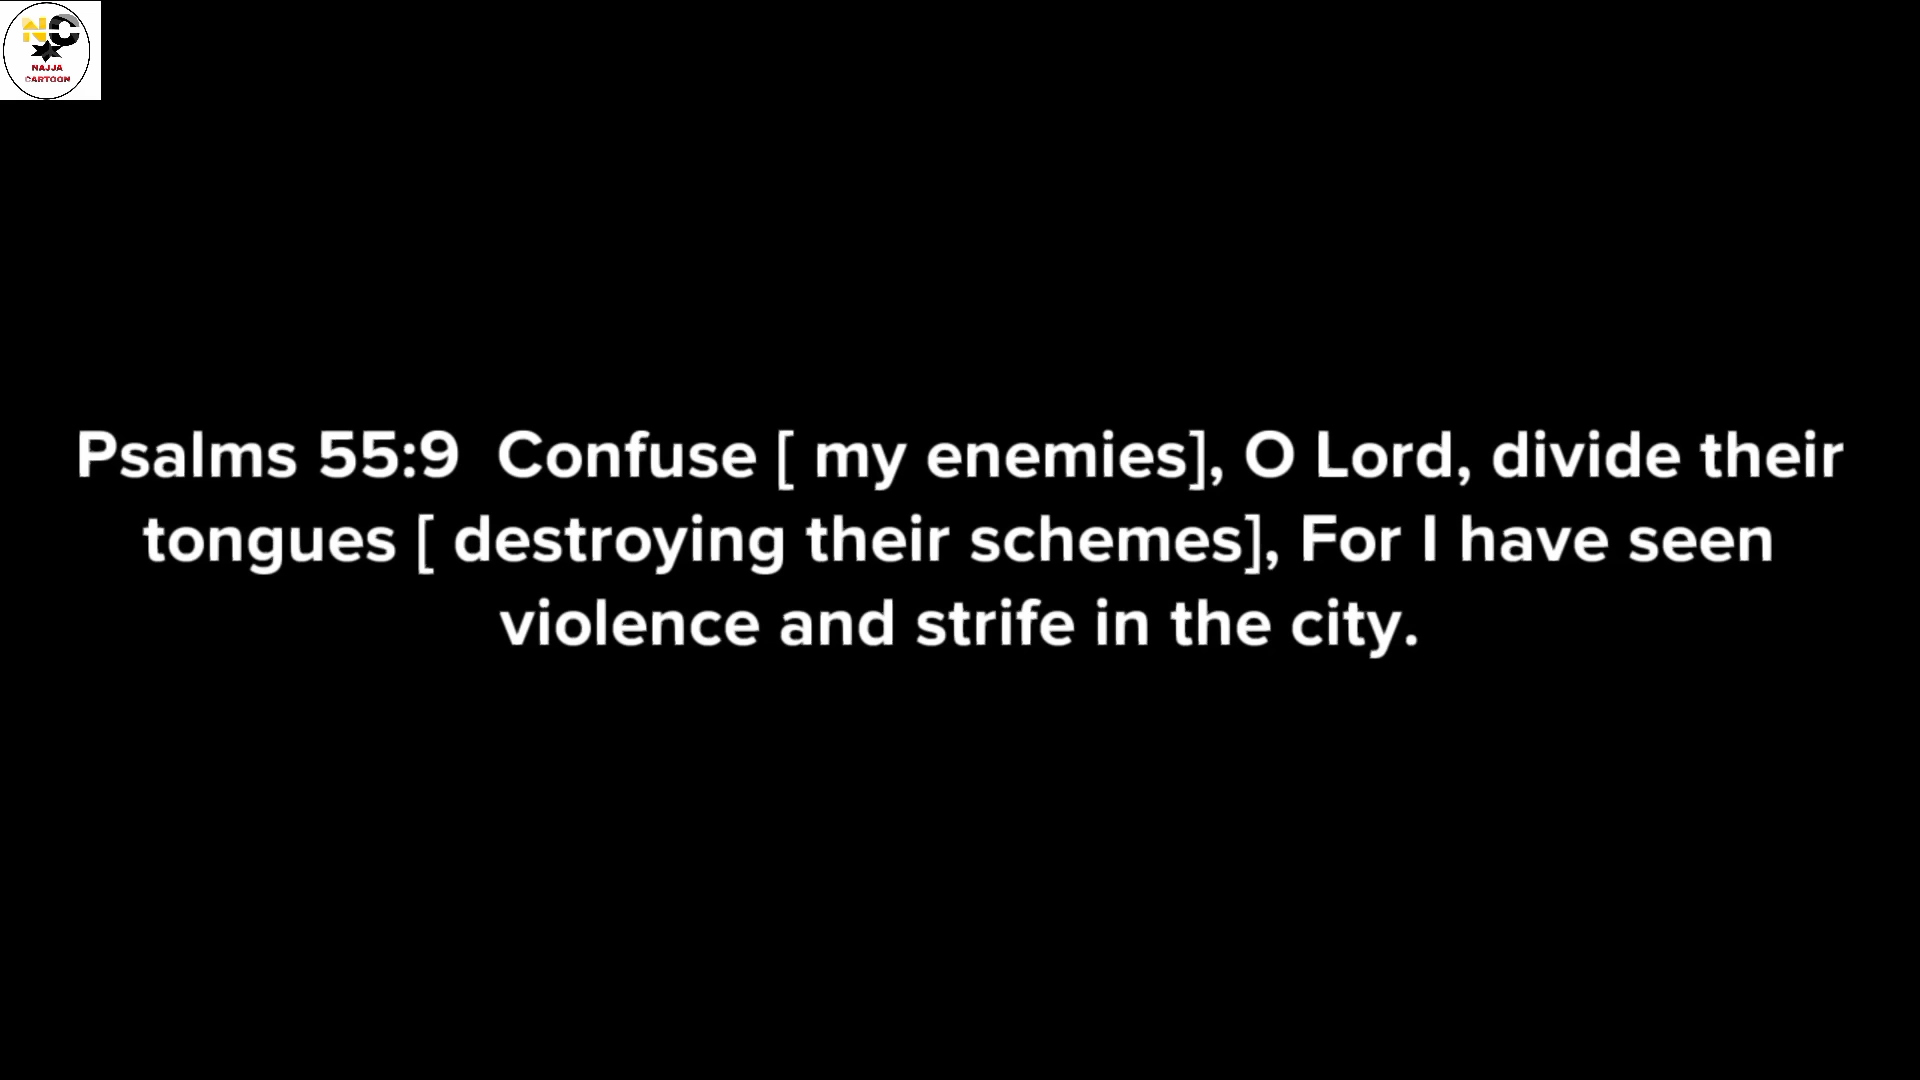 NC
NAJJA
CARTOON
Psalms 55:9  Confuse [ my enemies], O Lord, divide their
tongues [ destroying their schemes], For I have seen
violence and strife in the city.